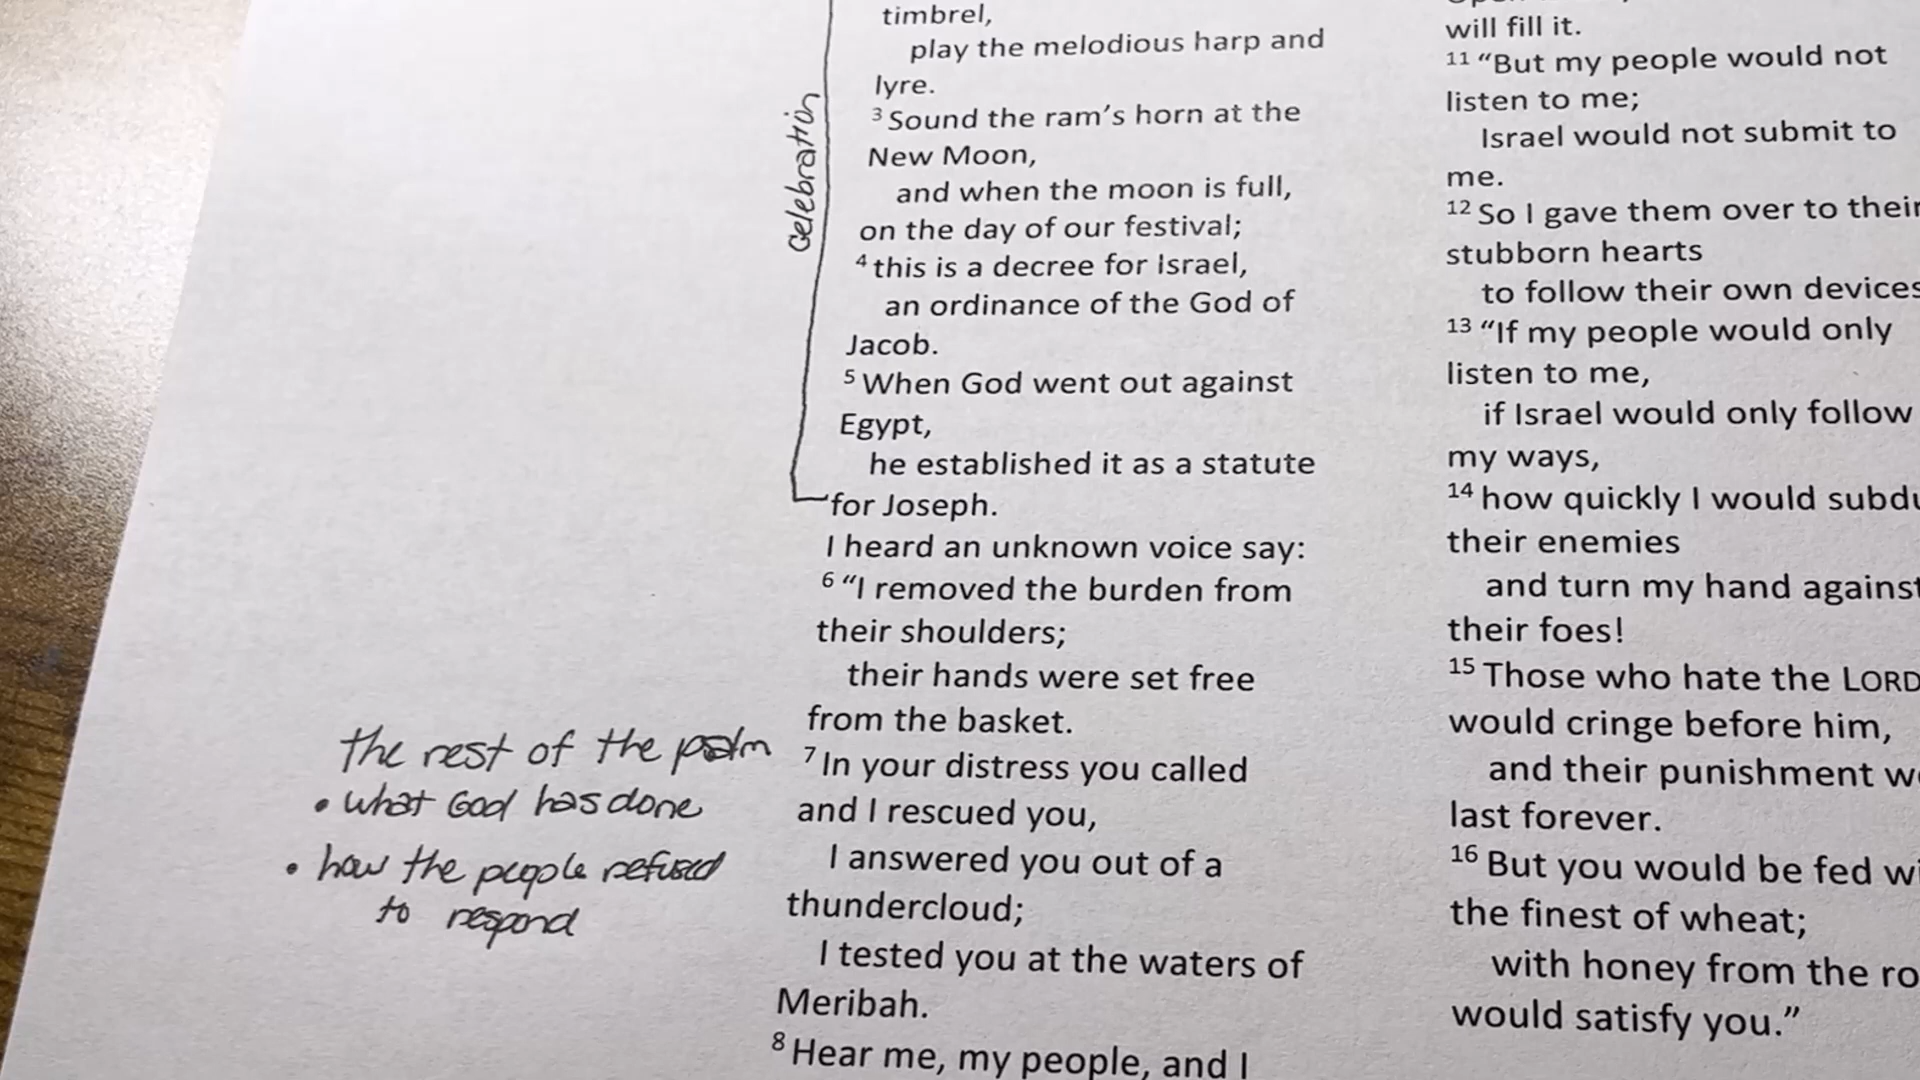 timbrel,
play the melodious harp and
lyre.
3 Sound the ram's horn at the
New Moon,
and when the moon is full,
on the day of our festival;
4 this is a decree for Israel,
an ordinance of the God of
Jacob.
5 When God went out against
Egypt,
he established it as a statute
for Joseph.
I heard an unknown voice say:
6 “I removed the burden from
their shoulders;
their hands were set free
from the basket.
7 In your distress you called
and I rescued you,
I answered you out of a
thundercloud;
I tested you at the waters of
Meribah.
8 Hear me, my people, and I
celebration
the rest of the psalm
• what God has done
• how the people refused
to respond
will fill it.
11 “But my people would not
listen to me;
Israel would not submit to
me.
12 So I gave them over to their
stubborn hearts
to follow their own devices
13 “If my people would only
listen to me,
if Israel would only follow
my ways,
14 how quickly I would subdu
their enemies
and turn my hand against
their foes!
15 Those who hate the LORD
would cringe before him,
and their punishment wo
last forever.
16 But you would be fed wi
the finest of wheat;
with honey from the ro
would satisfy you.”